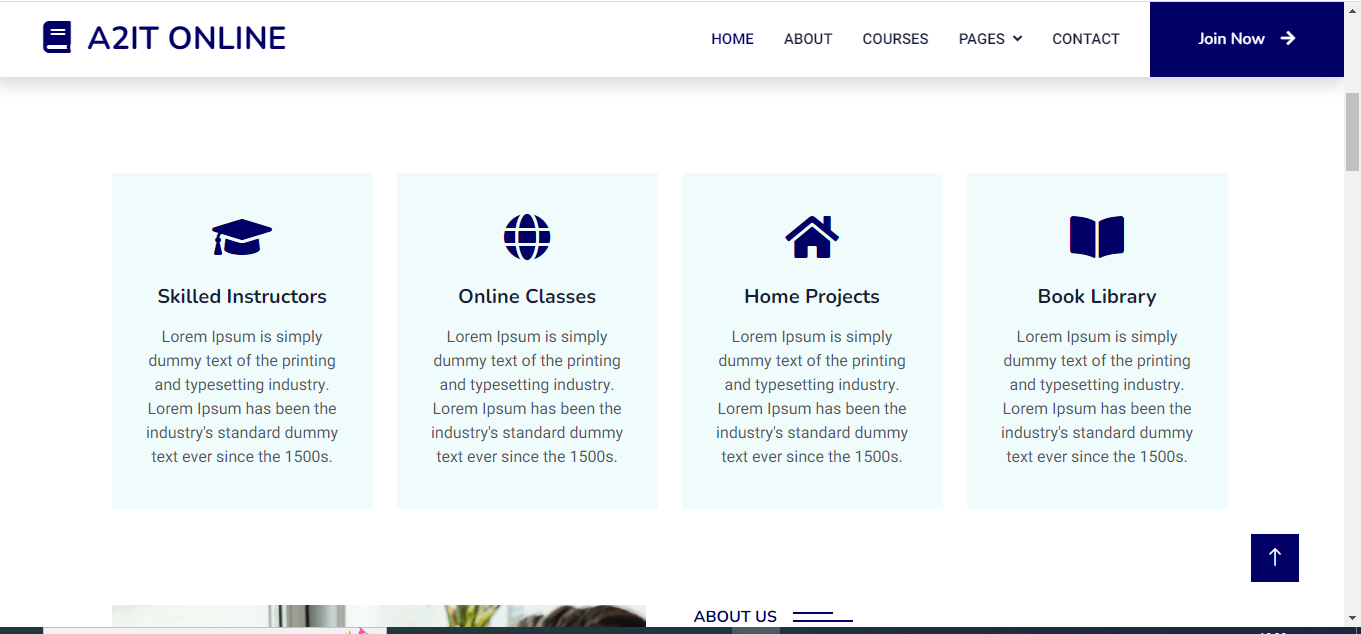 A2IT ONLINE
HOME ABOUT COURSES PAGES CONTACT Join Now
Skilled Instructors
Lorem Ipsum is simply
dummy text of the printing
and typesetting industry.
Lorem Ipsum has been the
industry's standard dummy
text ever since the 1500s.
Online Classes
Lorem Ipsum is simply
dummy text of the printing
and typesetting industry.
Lorem Ipsum has been the
industry's standard dummy
text ever since the 1500s.
Home Projects
Lorem Ipsum is simply
dummy text of the printing
and typesetting industry.
Lorem Ipsum has been the
industry's standard dummy
text ever since the 1500s.
Book Library
Lorem Ipsum is simply
dummy text of the printing
and typesetting industry.
Lorem Ipsum has been the
industry's standard dummy
text ever since the 1500s.
ABOUT US